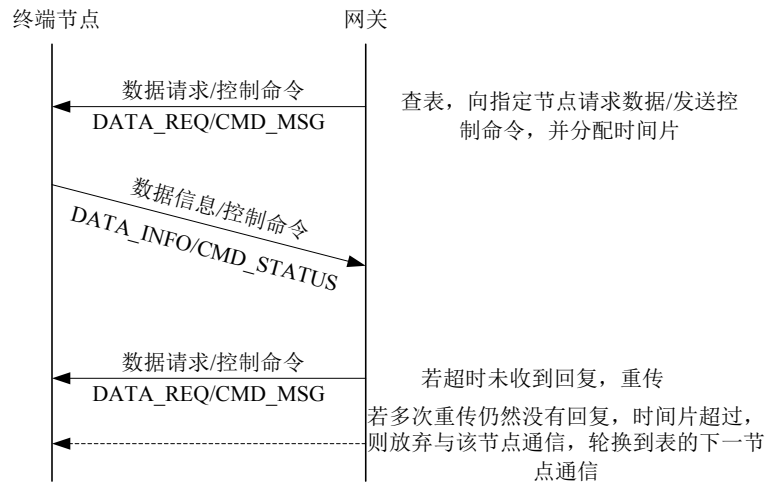 终端节点
网关
数据请求/控制命令
DATA_REQ/CMD_MSG
查表，向指定节点请求数据/发送控
制命令，并分配时间片
数据信息/控制命令
DATA_INFO/CMD_STATUS
数据请求/控制命令
DATA_REQ/CMD_MSG
若超时未收到回复，重传
若多次重传仍然没有回复，时间片超过，
则放弃与该节点通信，轮换到表的下一节
点通信